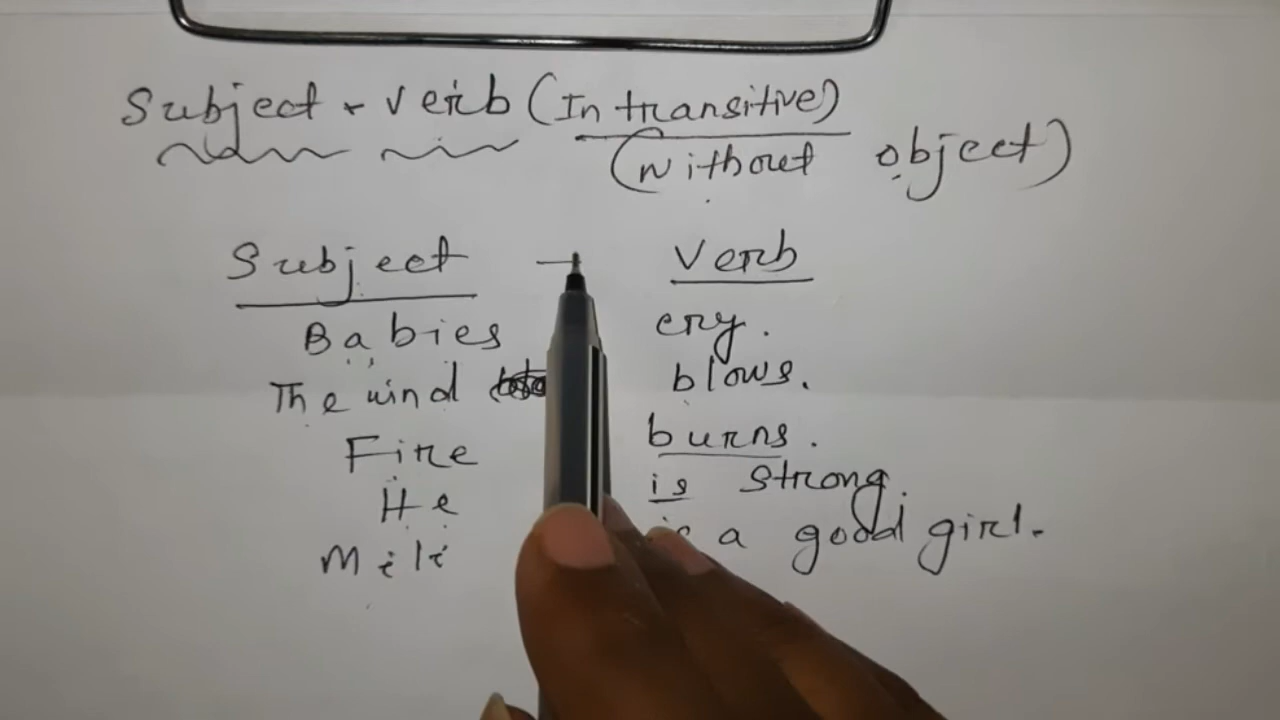 Subject + Verb (Intransitive)
(Without object)
Subject — Verb
Babies cry.
The wind blows.
Fire burns.
He is strong.
Mili is a good girl.